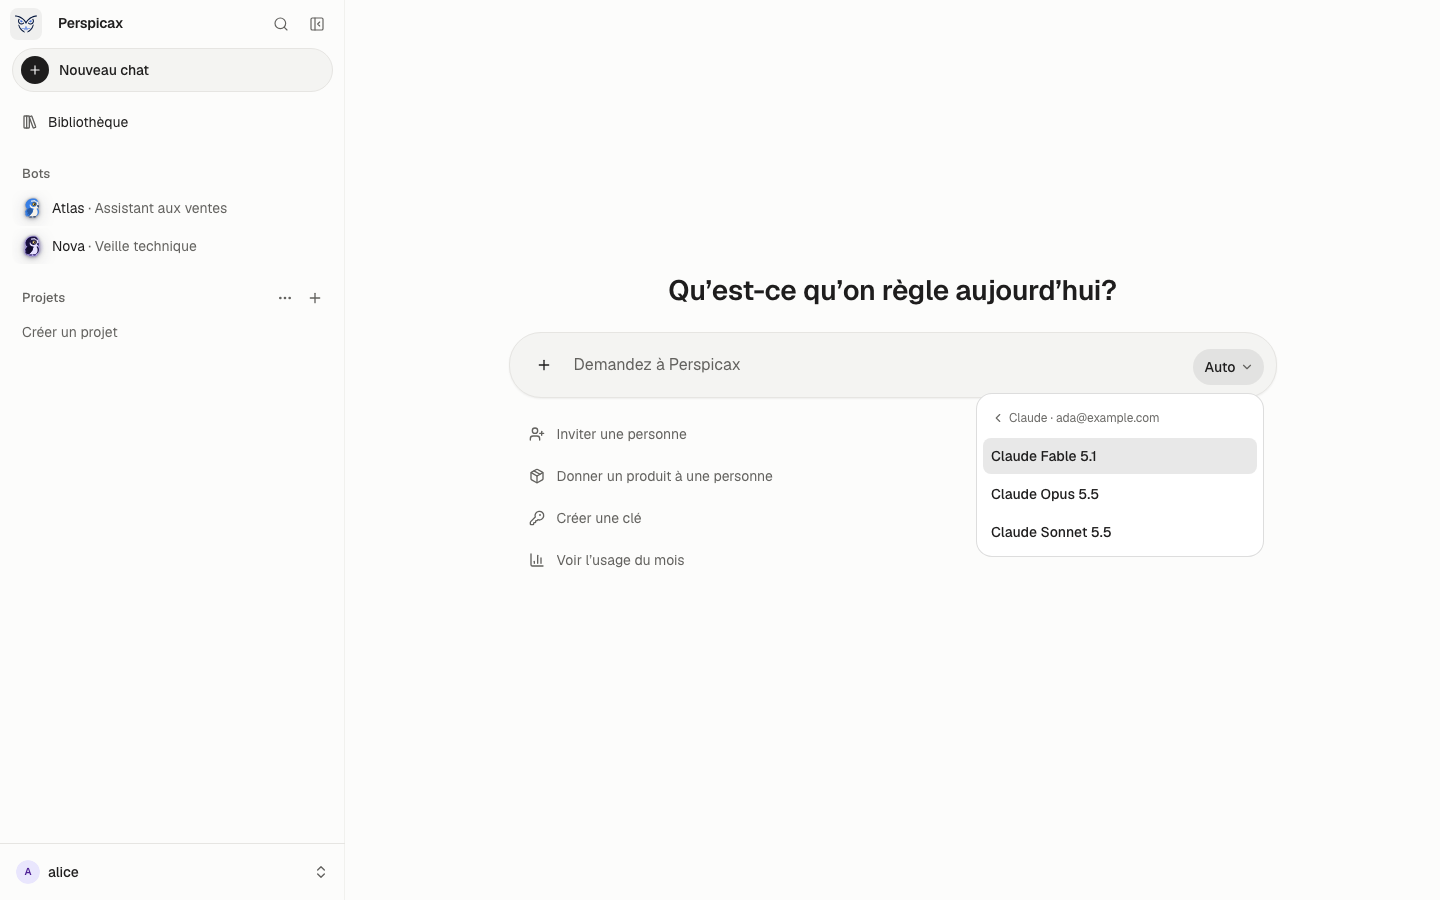 Perspicax
Nouveau chat
Bibliothèque
Bots
Atlas · Assistant aux ventes
Nova · Veille technique
Projets
Créer un projet
A
alice
Qu’est-ce qu’on règle aujourd’hui?
Demandez à Perspicax
Auto
Claude · ada@example.com
Claude Fable 5.1
Claude Opus 5.5
Claude Sonnet 5.5
Inviter une personne
Donner un produit à une personne
Créer une clé
Voir l’usage du mois